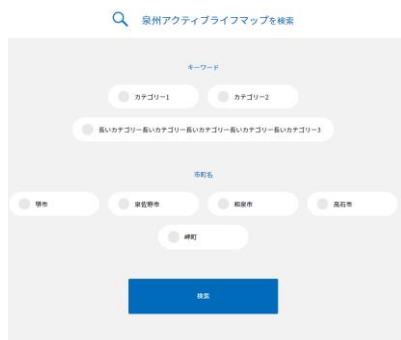 泉州アクティブライフマップを検索
キーワード
カテゴリー1
カテゴリー2
長いカテゴリー長いカテゴリー長いカテゴリー長いカテゴリー長いカテゴリー3
市町名
堺市
泉佐野市
和泉市
高石市
岬町
検索